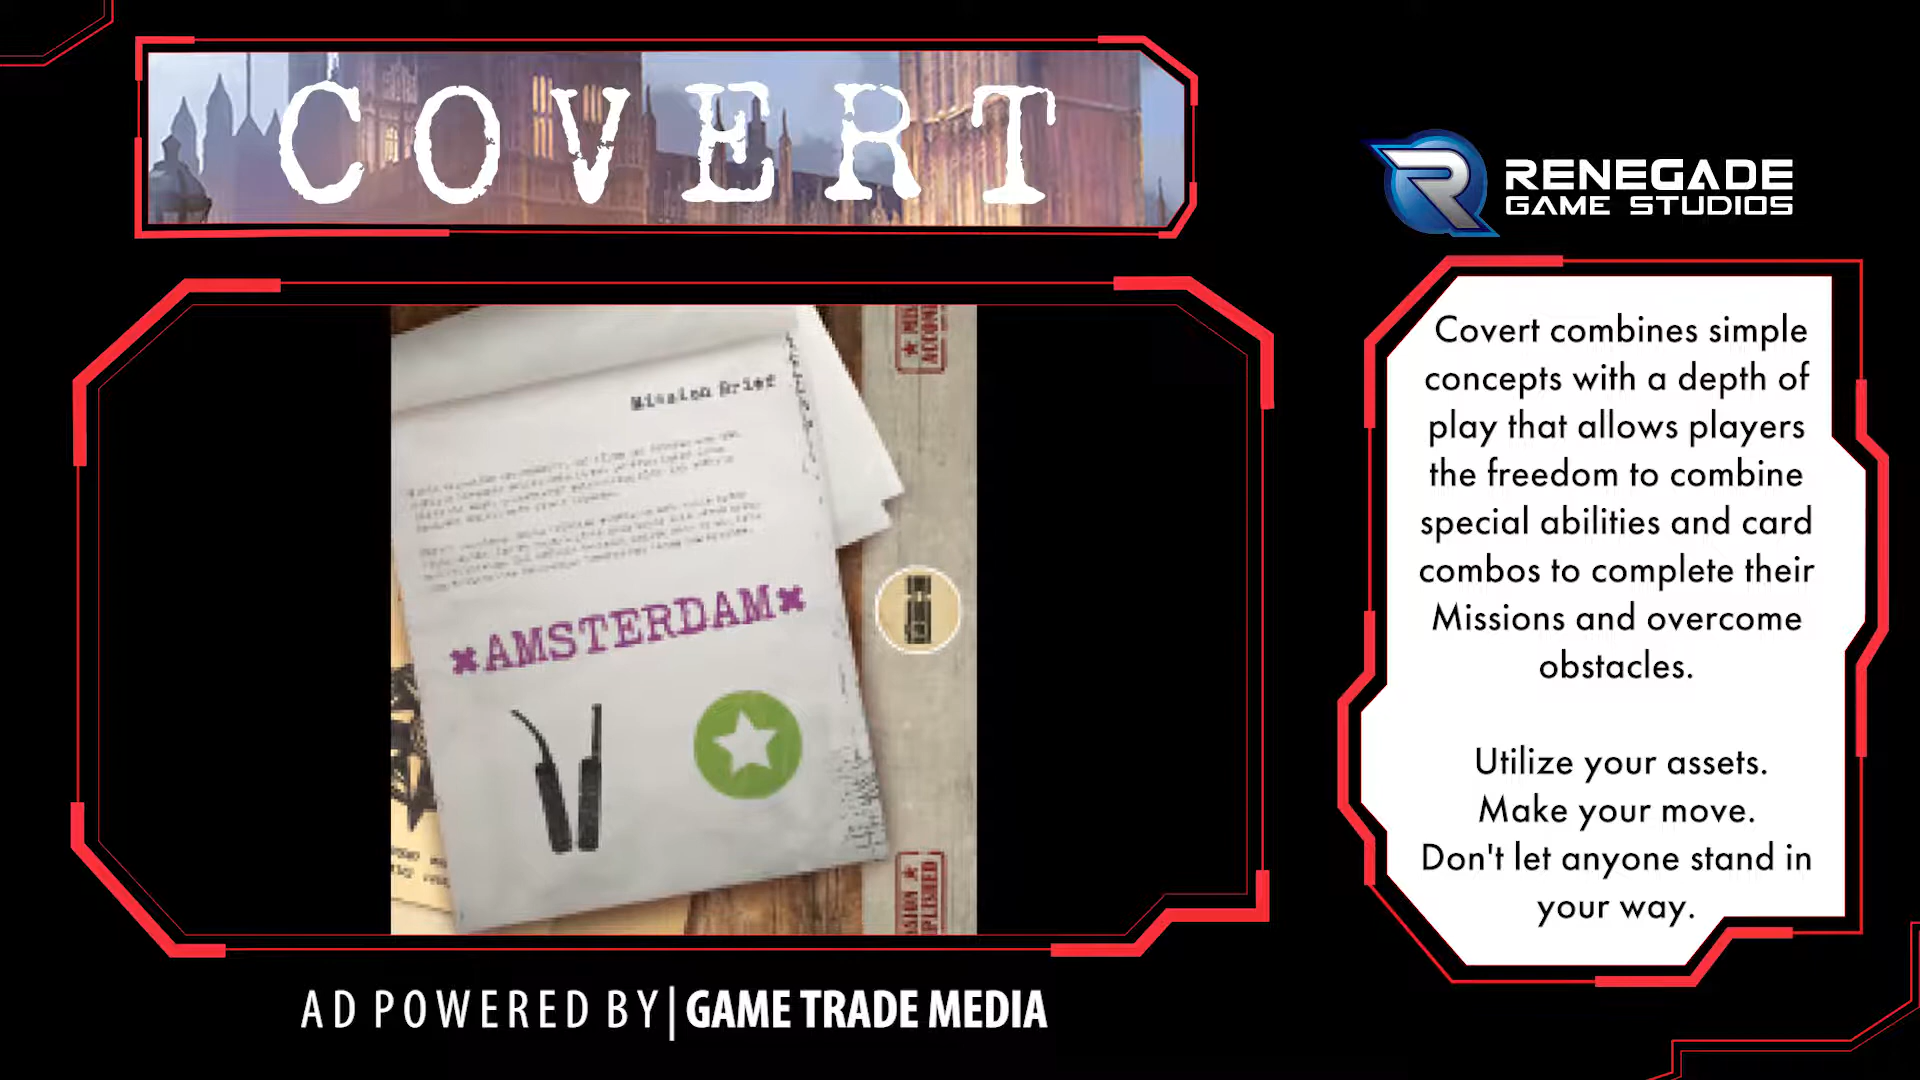 COVERT
RENEGADE
GAME STUDIOS
Mission Brief
*AMSTERDAM*
Covert combines simple
concepts with a depth of
play that allows players
the freedom to combine
special abilities and card
combos to complete their
Missions and overcome
obstacles.
Utilize your assets.
Make your move.
Don't let anyone stand in
your way.
AD POWERED BY|GAME TRADE MEDIA